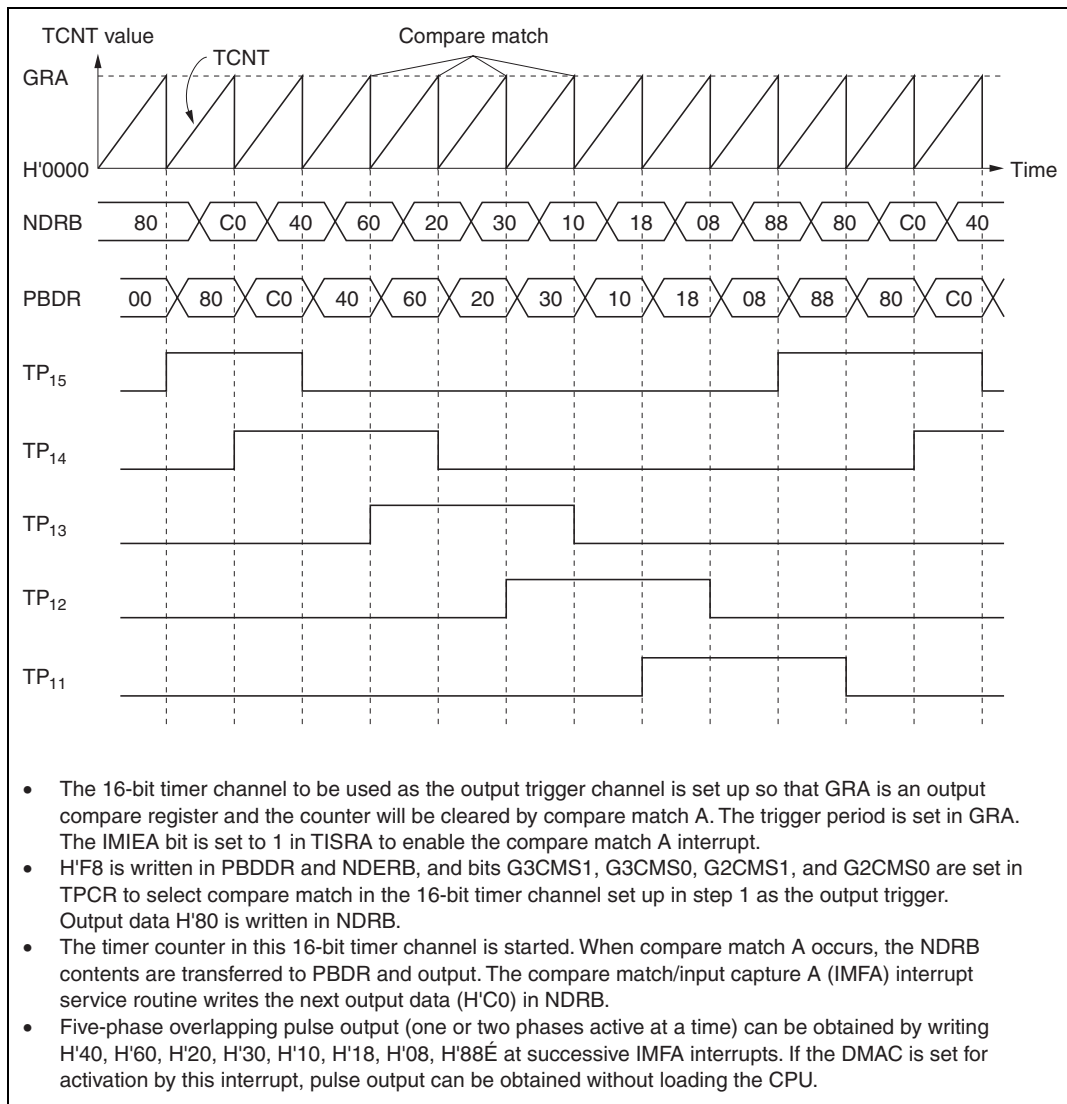 TCNT value
Compare match
TCNT
GRA
H'0000
Time
NDRB 80 C0 40 60 20 30 10 18 08 88 80 C0 40
PBDR 00 80 C0 40 60 20 30 10 18 08 88 80 C0
TP15
TP14
TP13
TP12
TP11
• The 16-bit timer channel to be used as the output trigger channel is set up so that GRA is an output
compare register and the counter will be cleared by compare match A. The trigger period is set in GRA.
The IMIEA bit is set to 1 in TISRA to enable the compare match A interrupt.
• H'F8 is written in PBDDR and NDERB, and bits G3CMS1, G3CMS0, G2CMS1, and G2CMS0 are set in
TPCR to select compare match in the 16-bit timer channel set up in step 1 as the output trigger.
Output data H'80 is written in NDRB.
• The timer counter in this 16-bit timer channel is started. When compare match A occurs, the NDRB
contents are transferred to PBDR and output. The compare match/input capture A (IMFA) interrupt
service routine writes the next output data (H'C0) in NDRB.
• Five-phase overlapping pulse output (one or two phases active at a time) can be obtained by writing
H'40, H'60, H'20, H'30, H'10, H'18, H'08, H'88É at successive IMFA interrupts. If the DMAC is set for
activation by this interrupt, pulse output can be obtained without loading the CPU.